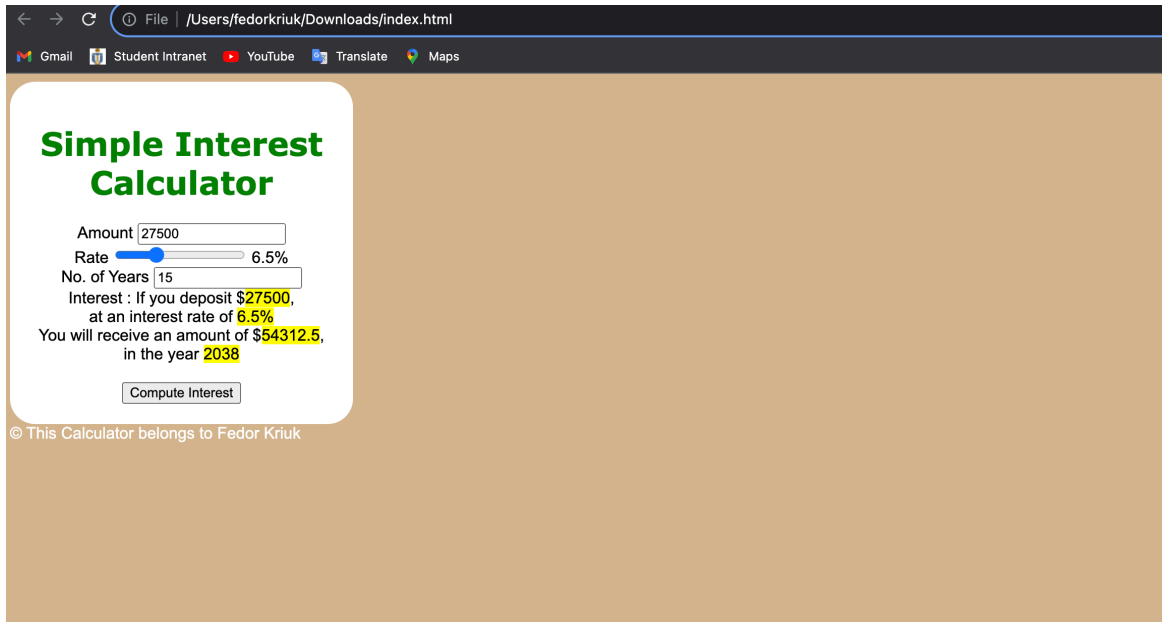 File | /Users/fedorkriuk/Downloads/index.html
Gmail Student Intranet YouTube Translate Maps
Simple Interest
Calculator
Amount 27500
Rate 6.5%
No. of Years 15
Interest : If you deposit $27500,
at an interest rate of 6.5%
You will receive an amount of $54312.5,
in the year 2038
Compute Interest
© This Calculator belongs to Fedor Kriuk